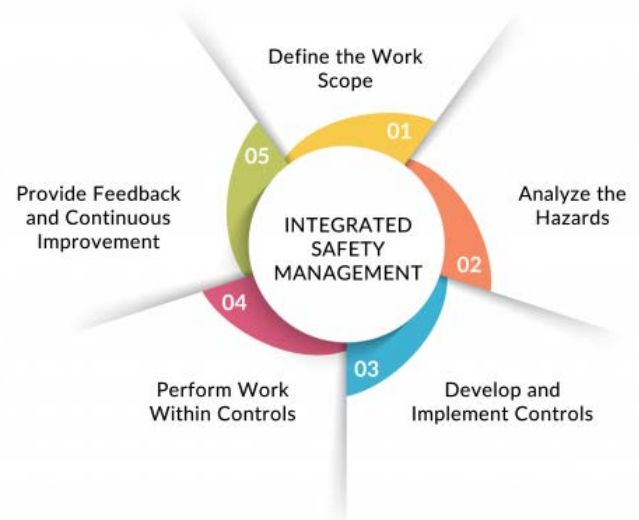 Define the Work
Scope
01
Analyze the
Hazards
02
Develop and
Implement Controls
03
Perform Work
Within Controls
04
Provide Feedback
and Continuous
Improvement
05
INTEGRATED
SAFETY
MANAGEMENT